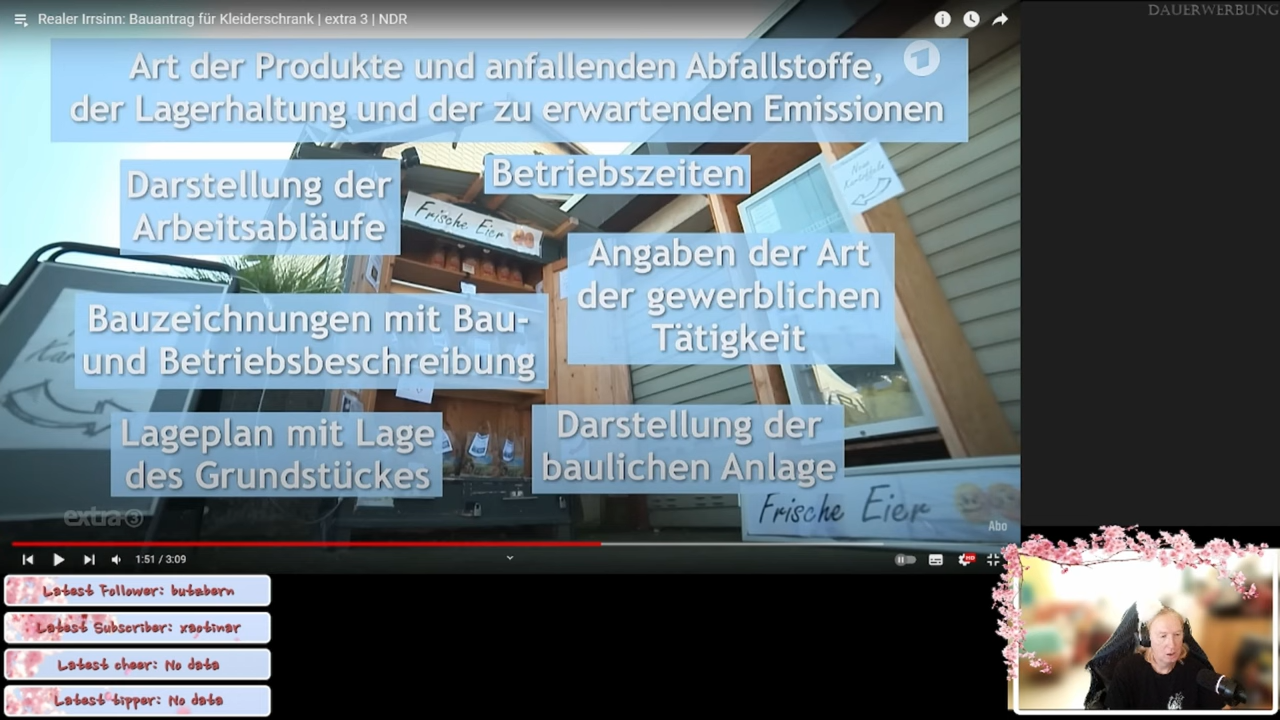 Realer Irrsinn: Bauantrag für Kleiderschrank | extra 3 | NDR
DAUERWERBUNG
Art der Produkte und anfallenden Abfallstoffe,
der Lagerhaltung und der zu erwartenden Emissionen
Darstellung der
Arbeitsabläufe
Betriebszeiten
Frische Eier
Angaben der Art
der gewerblichen
Tätigkeit
Bauzeichnungen mit Bau-
und Betriebsbeschreibung
Lageplan mit Lage
des Grundstückes
Darstellung der
baulichen Anlage
Frische Eier
extra 3
Abo
1:51 / 3:09
HD
Latest Follower: butabern
Latest Subscriber: xaotinar
Latest cheer: No data
Latest tipper: No data